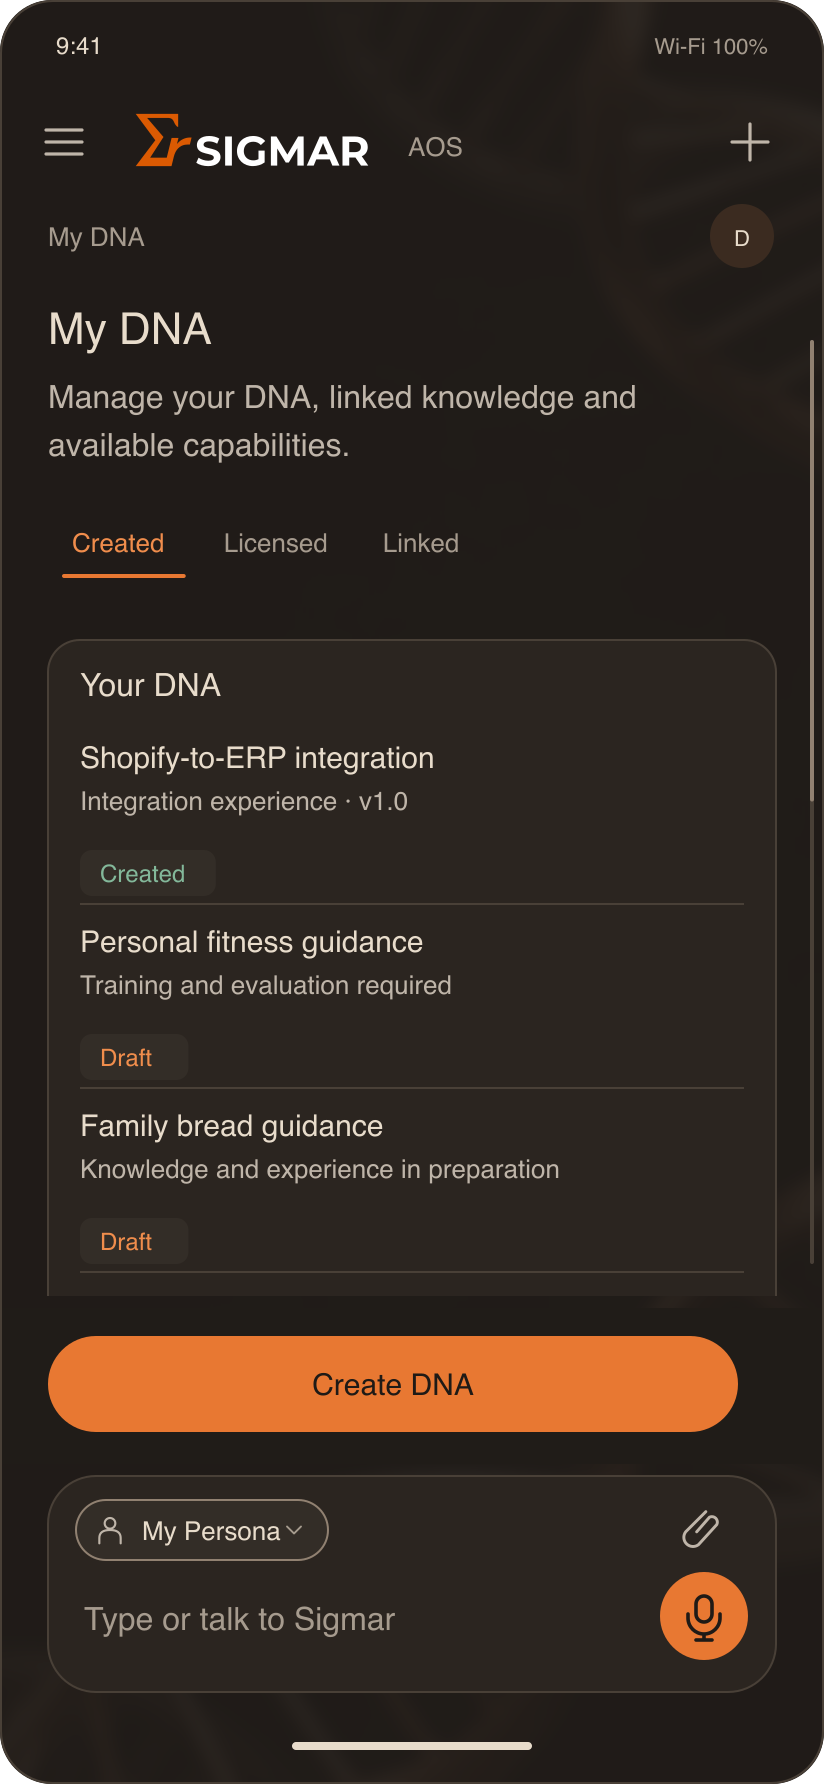 9:41
Wi-Fi 100%
Σr SIGMAR AOS
My DNA
D
My DNA
Manage your DNA, linked knowledge and
available capabilities.
Created Licensed Linked
Your DNA
Shopify-to-ERP integration
Integration experience · v1.0
Created
Personal fitness guidance
Training and evaluation required
Draft
Family bread guidance
Knowledge and experience in preparation
Draft
Create DNA
My Persona
Type or talk to Sigmar